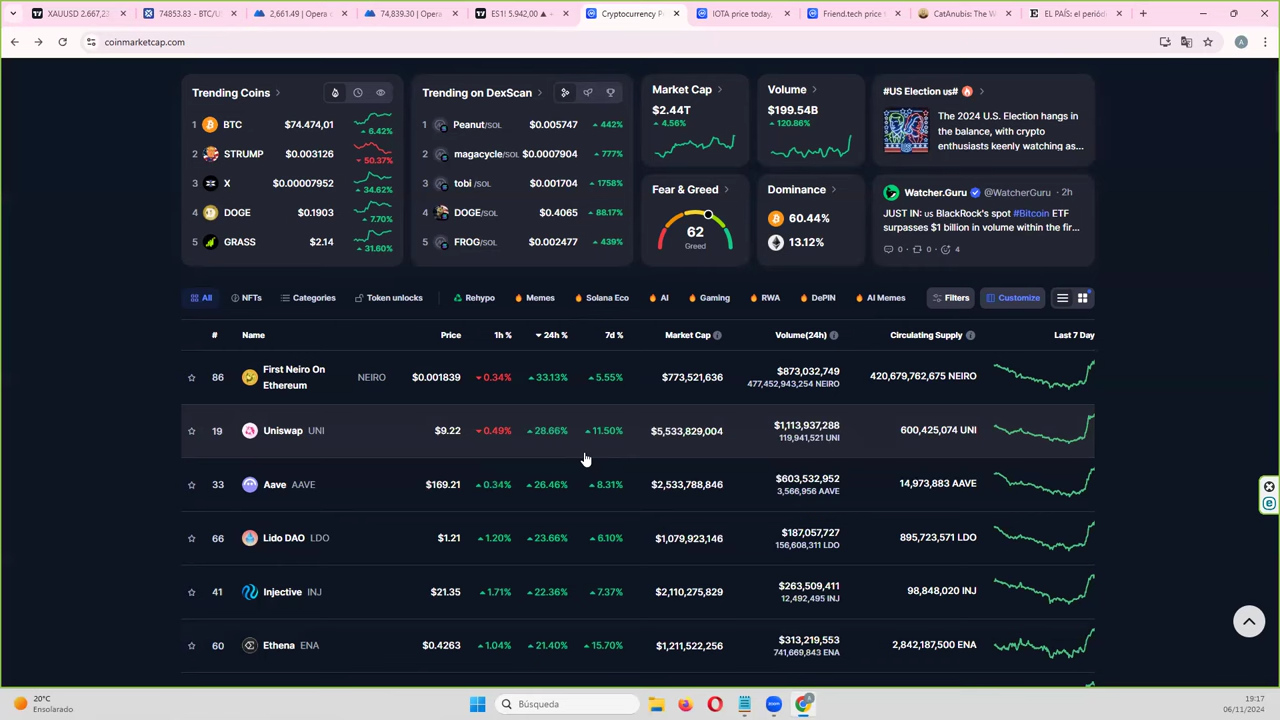 XAUUSD 2.667,23
74853.83 - BTC/US
2,661.49 | Opera c
74,839.30 | Opera
ES1! 5.942,00 ▲ +
Cryptocurrency P
IOTA price today,
Friend.tech price t
CatAnubis: The W
EL PAÍS: el periód
coinmarketcap.com
A
Trending Coins
1 BTC $74.474,01 6.42%
2 STRUMP $0.003126 50.37%
3 X $0.00007952 34.62%
4 DOGE $0.1903 7.70%
5 GRASS $2.14 31.60%
Trending on DexScan
1 Peanut/SOL $0.005747 442%
2 magacycle/SOL $0.0007904 777%
3 tobi /SOL $0.001704 1758%
4 DOGE/SOL $0.4065 88.17%
5 FROG/SOL $0.002477 439%
Market Cap
$2.44T
4.56%
Volume
$199.54B
120.86%
Fear & Greed
62
Greed
Dominance
60.44%
13.12%
#US Election us#
The 2024 U.S. Election hangs in
the balance, with crypto
enthusiasts keenly watching as...
Watcher.Guru @WatcherGuru · 2h
JUST IN: us BlackRock's spot #Bitcoin ETF
surpasses $1 billion in volume within the fir...
0 0 4
All NFTs Categories Token unlocks Rehypo Memes Solana Eco AI Gaming RWA DePIN AI Memes Filters Customize
# Name Price 1h % 24h % 7d % Market Cap Volume(24h) Circulating Supply Last 7 Day
86 First Neiro On Ethereum NEIRO $0.001839 0.34% 33.13% 5.55% $773,521,636 $873,032,749 420,679,762,675 NEIRO
477,452,943,254 NEIRO
19 Uniswap UNI $9.22 0.49% 28.66% 11.50% $5,533,829,004 $1,113,937,288 600,425,074 UNI
119,941,521 UNI
33 Aave AAVE $169.21 0.34% 26.46% 8.31% $2,533,788,846 $603,532,952 14,973,883 AAVE
3,566,956 AAVE
66 Lido DAO LDO $1.21 1.20% 23.66% 6.10% $1,079,923,146 $187,057,727 895,723,571 LDO
156,608,311 LDO
41 Injective INJ $21.35 1.71% 22.36% 7.37% $2,110,275,829 $263,509,411 98,848,020 INJ
12,492,495 INJ
60 Ethena ENA $0.4263 1.04% 21.40% 15.70% $1,211,522,256 $313,219,553 2,842,187,500 ENA
741,669,843 ENA
20°C
Ensolarado
Búsqueda
zoom
19:17
06/11/2024